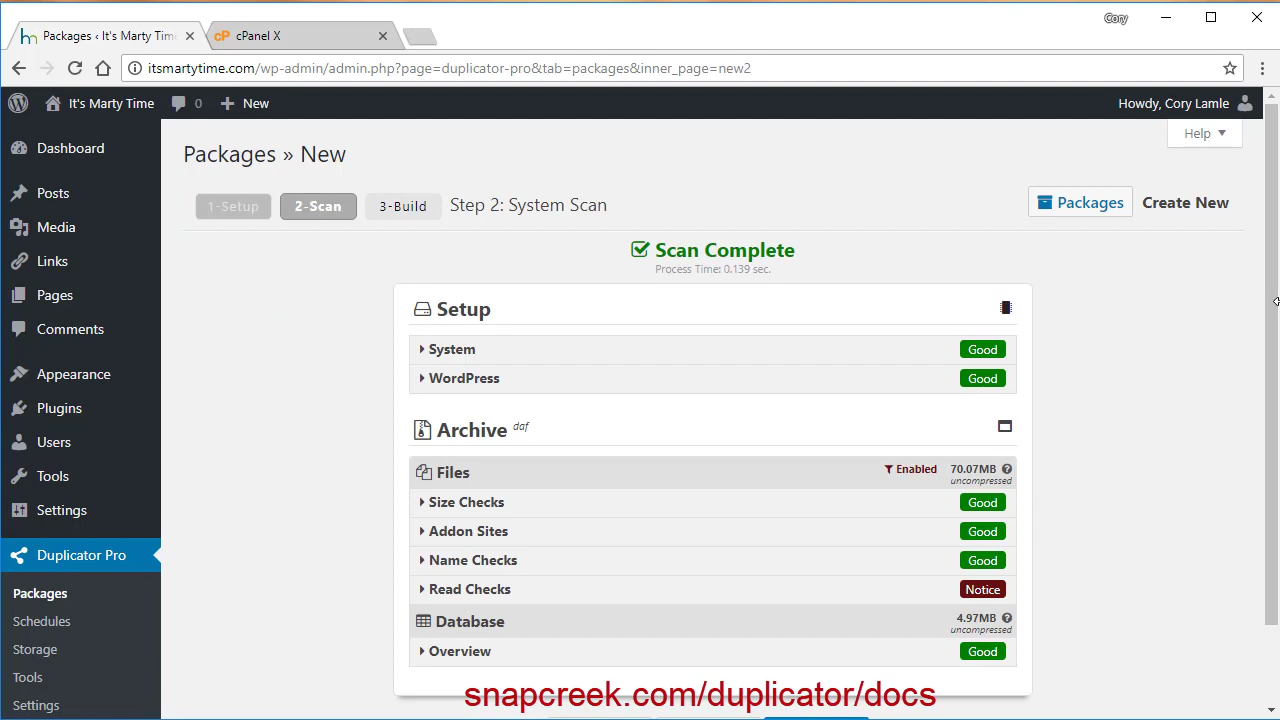 Cory
Packages ‹ It's Marty Time
cPanel X
itsmartytime.com/wp-admin/admin.php?page=duplicator-pro&tab=packages&inner_page=new2
It's Marty Time 0 New Howdy, Cory Lamle
Help
Dashboard
Posts
Media
Links
Pages
Comments
Appearance
Plugins
Users
Tools
Settings
Duplicator Pro
Packages
Schedules
Storage
Tools
Settings
Packages » New
1-Setup 2-Scan 3-Build Step 2: System Scan Packages Create New
Scan Complete
Process Time: 0.139 sec.
Setup
System Good
WordPress Good
Archive daf
Files Enabled 70.07MB
uncompressed
Size Checks Good
Addon Sites Good
Name Checks Good
Read Checks Notice
Database 4.97MB
uncompressed
Overview Good
snapcreek.com/duplicator/docs